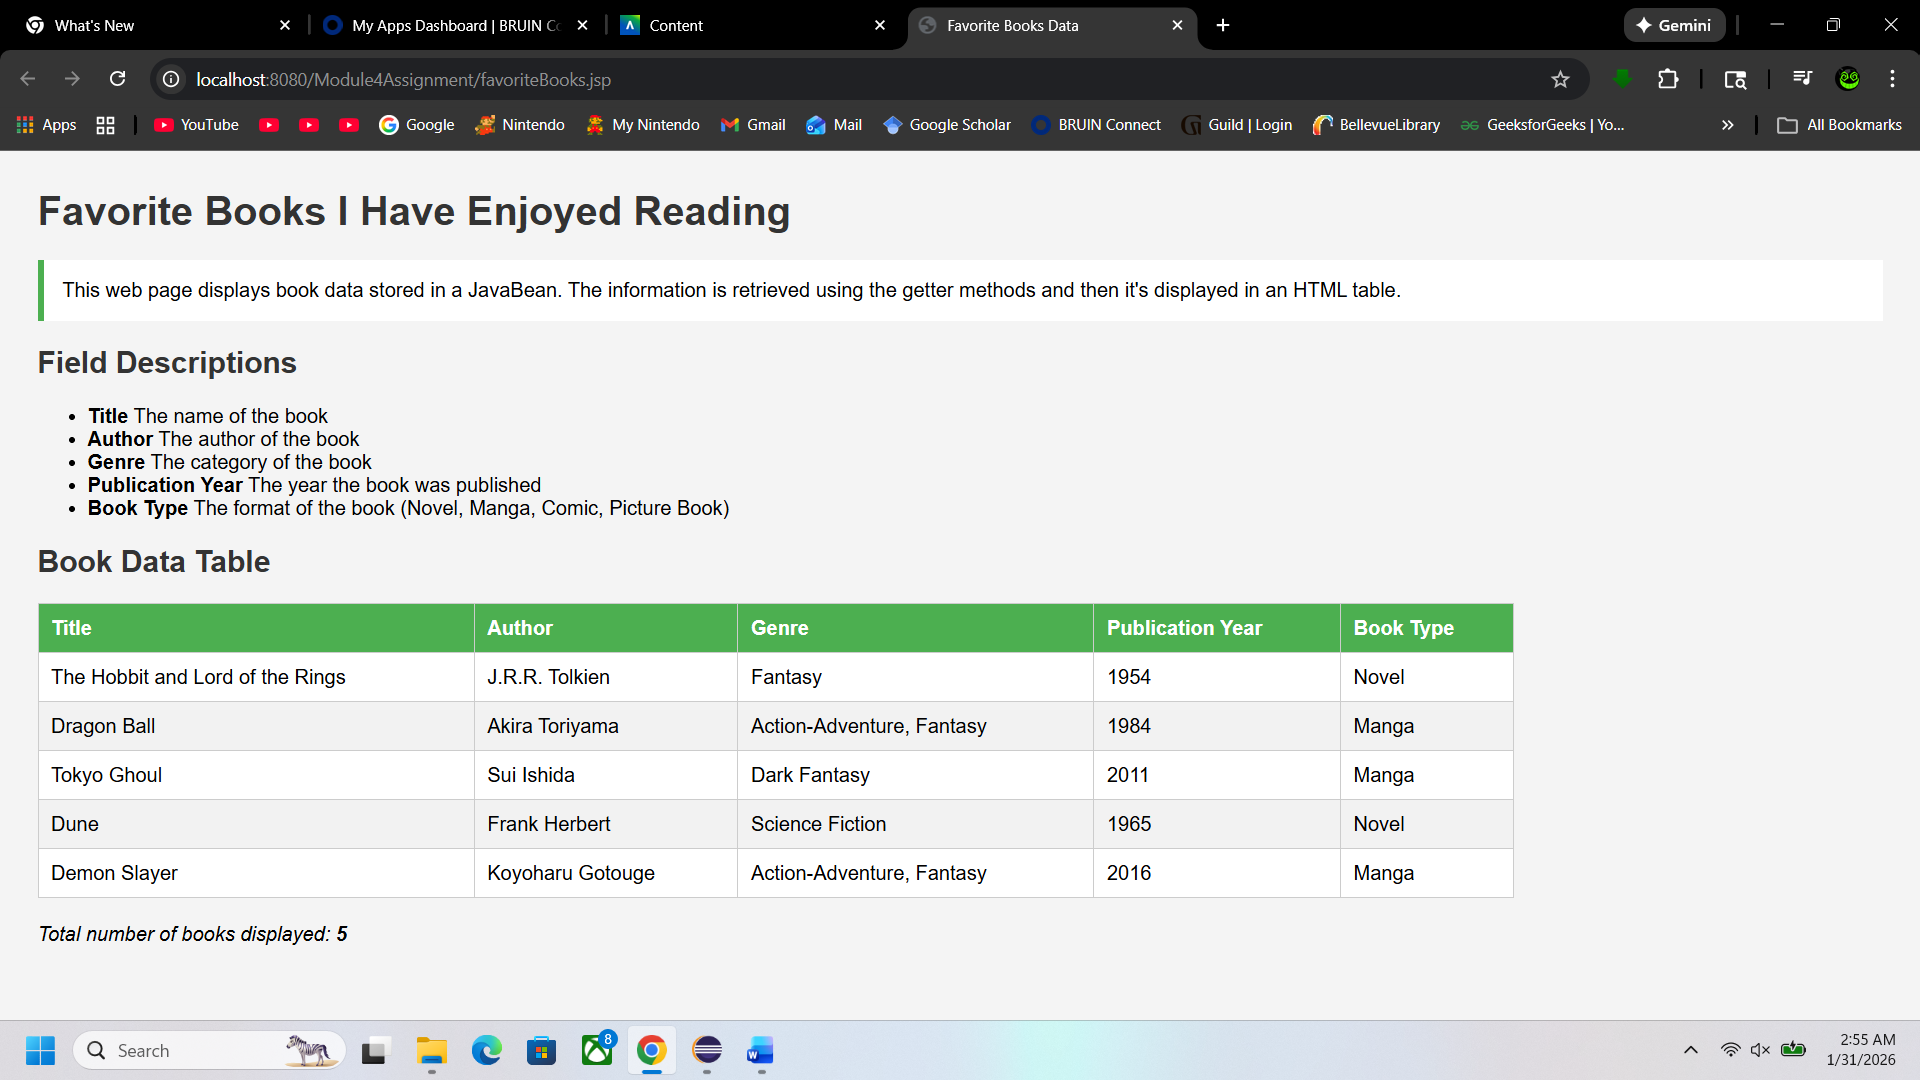 What's New
My Apps Dashboard | BRUIN Co
Content
Favorite Books Data
Gemini
localhost:8080/Module4Assignment/favoriteBooks.jsp
Apps
YouTube
Google
Nintendo
My Nintendo
Gmail
Mail
Google Scholar
BRUIN Connect
Guild | Login
BellevueLibrary
GeeksforGeeks | Yo...
All Bookmarks
Favorite Books I Have Enjoyed Reading
This web page displays book data stored in a JavaBean. The information is retrieved using the getter methods and then it's displayed in an HTML table.
Field Descriptions
• Title The name of the book
• Author The author of the book
• Genre The category of the book
• Publication Year The year the book was published
• Book Type The format of the book (Novel, Manga, Comic, Picture Book)
Book Data Table
Title Author Genre Publication Year Book Type
The Hobbit and Lord of the Rings J.R.R. Tolkien Fantasy 1954 Novel
Dragon Ball Akira Toriyama Action-Adventure, Fantasy 1984 Manga
Tokyo Ghoul Sui Ishida Dark Fantasy 2011 Manga
Dune Frank Herbert Science Fiction 1965 Novel
Demon Slayer Koyoharu Gotouge Action-Adventure, Fantasy 2016 Manga
Total number of books displayed: 5
Search
8
2:55 AM
1/31/2026